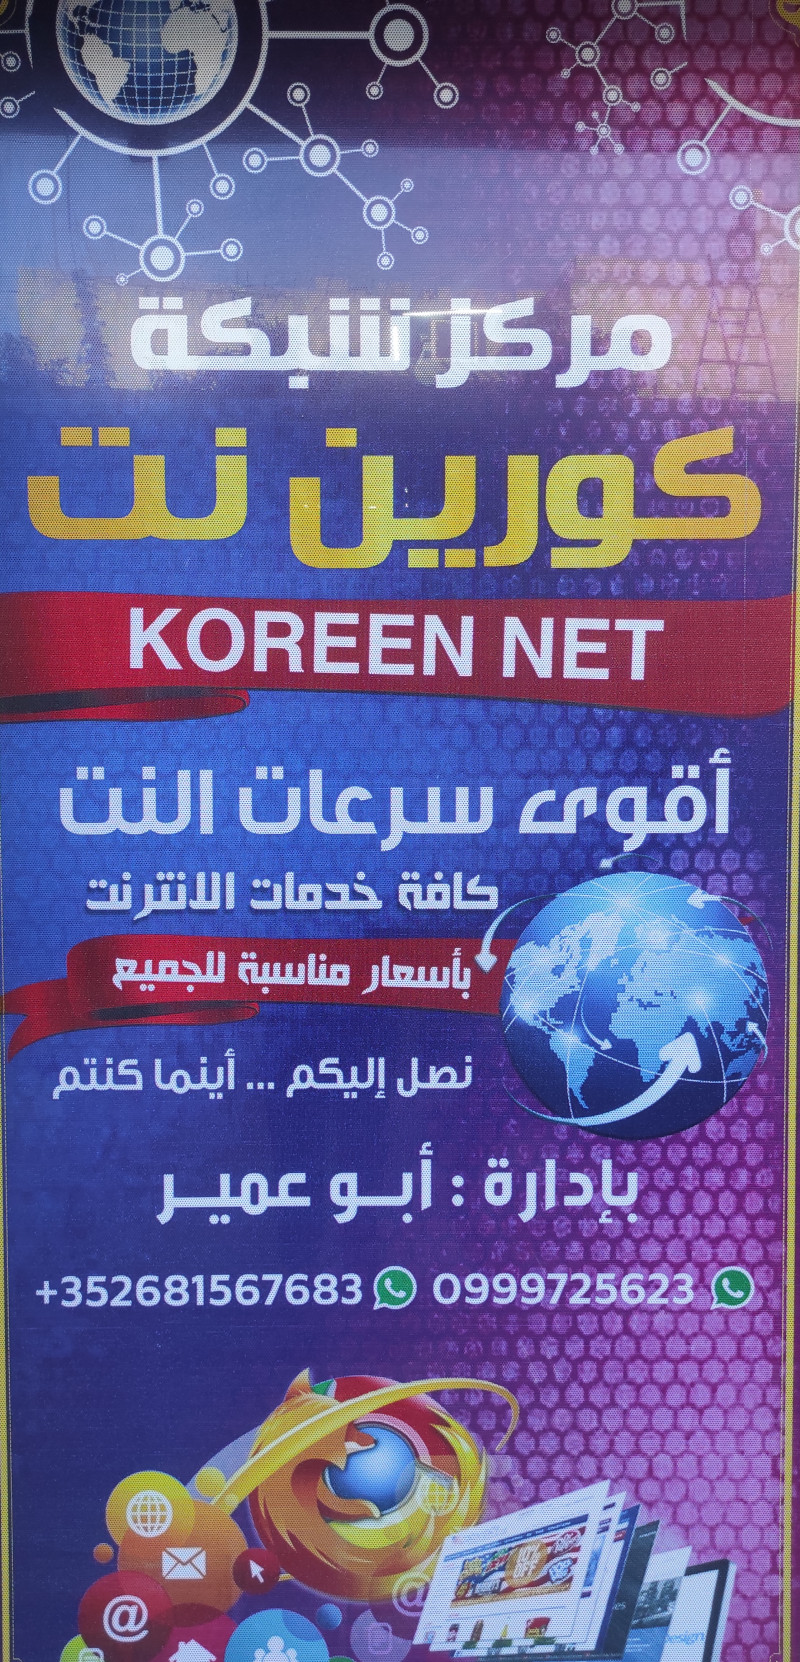 مركز شبكة
كورين نت
KOREEN NET
أقوى سرعات النت
كافة خدمات الانترنت
بأسعار مناسبة للجميع
نصل إليكم ... أينما كنتم
بإدارة : أبو عمير
0999725623 +352681567683
@
@
esign